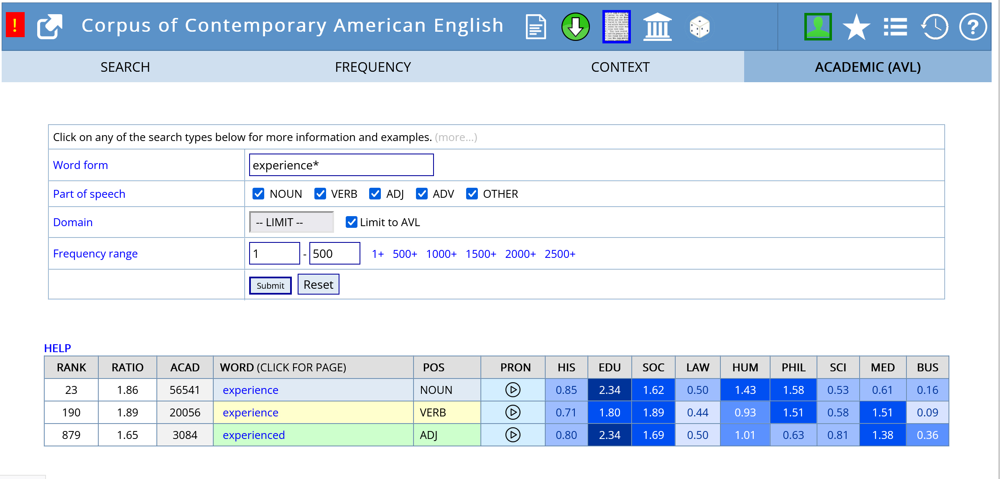 ! Corpus of Contemporary American English ?
SEARCH FREQUENCY CONTEXT ACADEMIC (AVL)
Click on any of the search types below for more information and examples. (more...)
Word form experience*
Part of speech NOUN VERB ADJ ADV OTHER
Domain -- LIMIT -- Limit to AVL
Frequency range 1 - 500 1+ 500+ 1000+ 1500+ 2000+ 2500+
Submit Reset
HELP
RANK RATIO ACAD WORD (CLICK FOR PAGE) POS PRON HIS EDU SOC LAW HUM PHIL SCI MED BUS
23 1.86 56541 experience NOUN 0.85 2.34 1.62 0.50 1.43 1.58 0.53 0.61 0.16
190 1.89 20056 experience VERB 0.71 1.80 1.89 0.44 0.93 1.51 0.58 1.51 0.09
879 1.65 3084 experienced ADJ 0.80 2.34 1.69 0.50 1.01 0.63 0.81 1.38 0.36